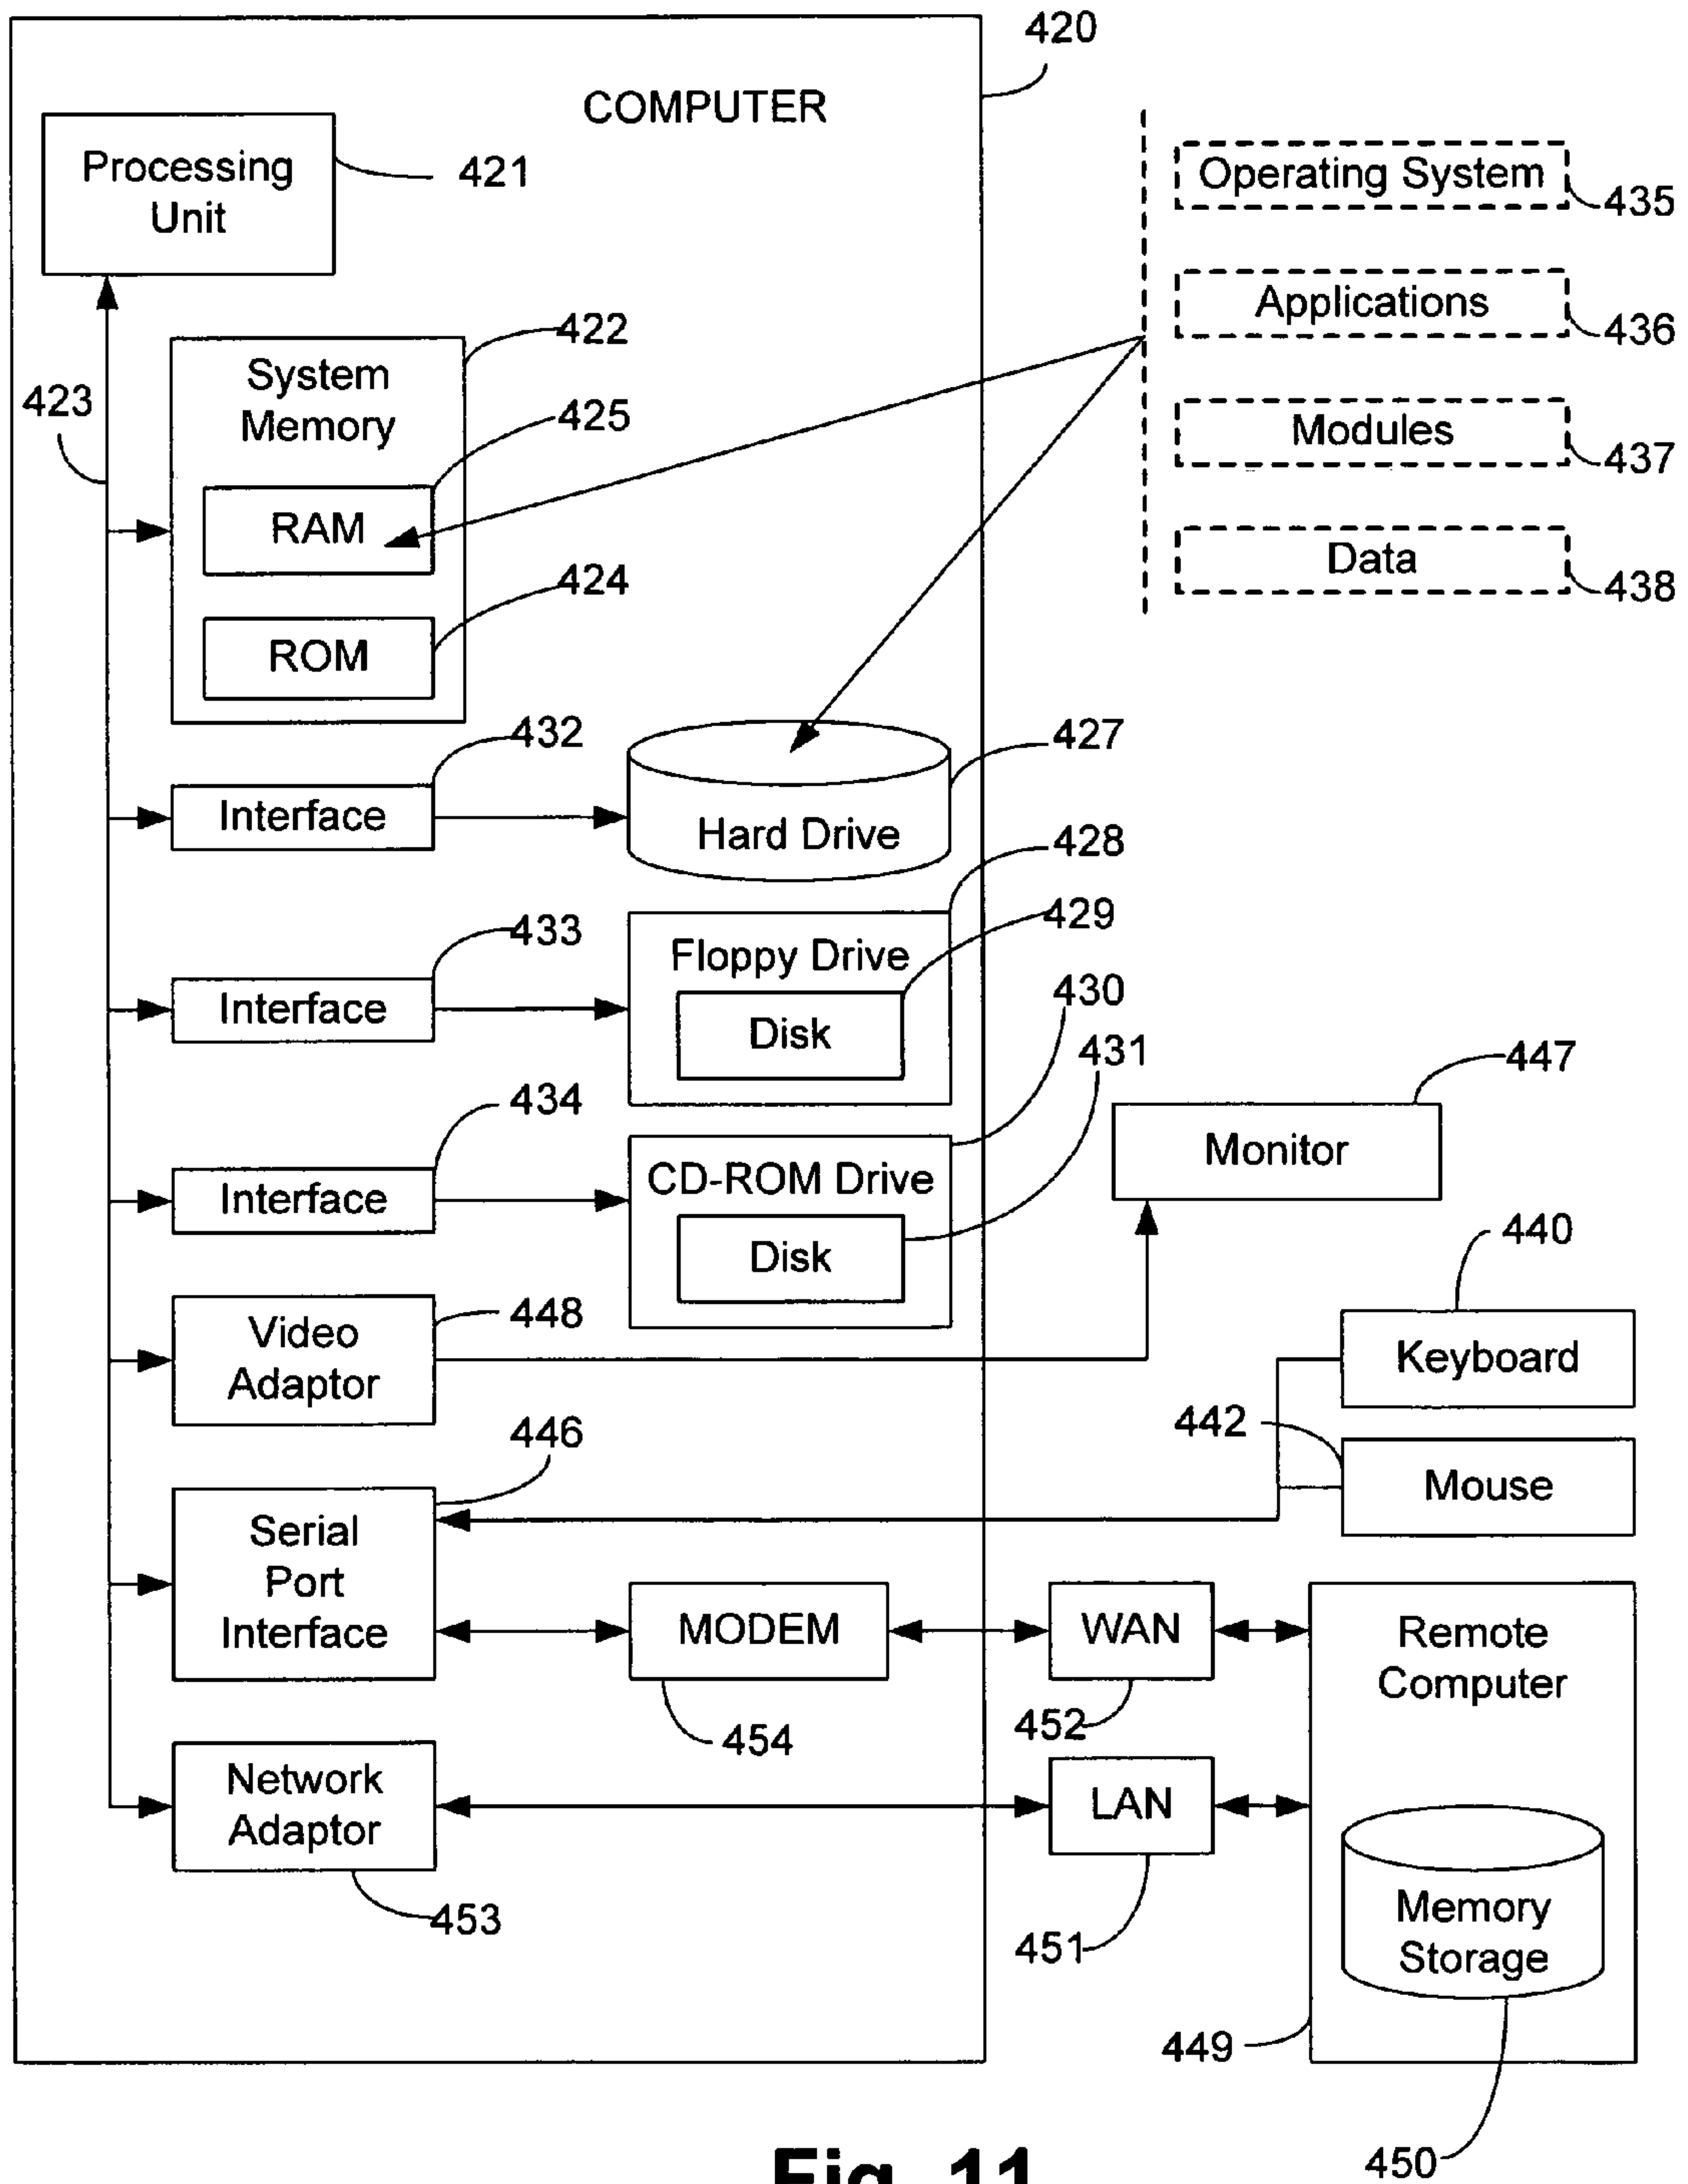 420
COMPUTER
Processing
Unit
421
Operating System
435
Applications
436
Modules
437
Data
438
422
System
Memory
423
425
RAM
424
ROM
432
Interface
427
Hard Drive
428
433
Interface
429
Floppy Drive
Disk
430
431
434
Interface
CD-ROM Drive
Disk
447
Monitor
440
Keyboard
448
Video
Adaptor
442
Mouse
446
Serial
Port
Interface
MODEM
454
WAN
452
Remote
Computer
Network
Adaptor
453
LAN
451
Memory
Storage
449
450
Fig. 11